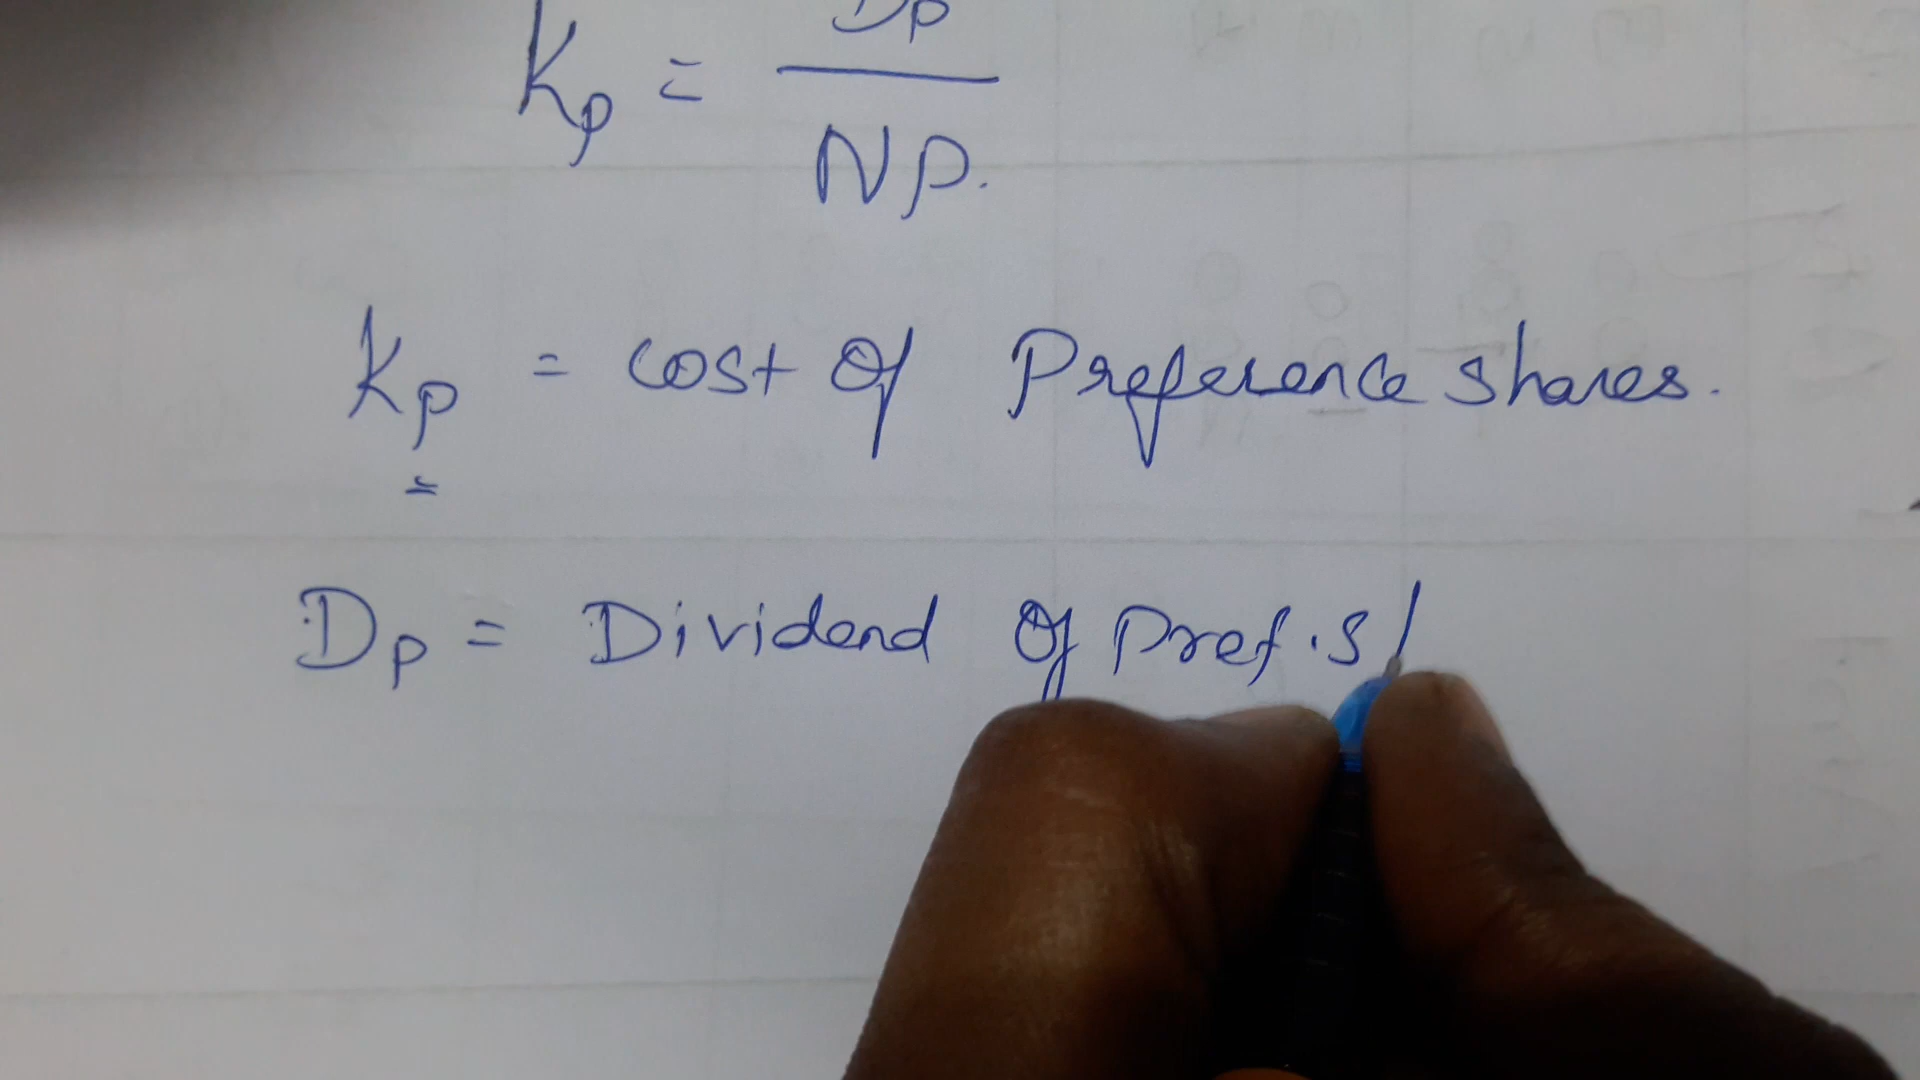 Kp = Dp / NP.
Kp = cost Of Preference shares.
Dp = Dividend Of Pref. S